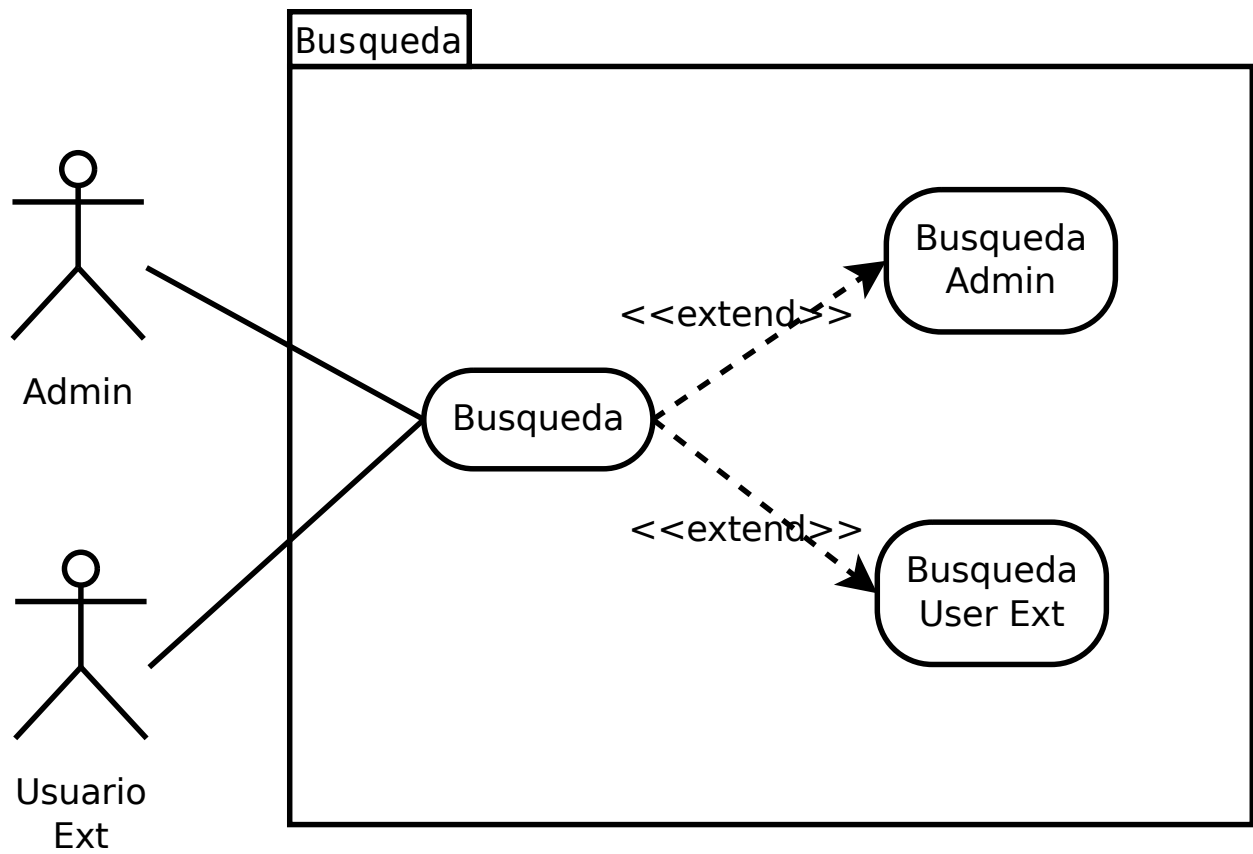 Busqueda
Busqueda
Admin
<<extend>>
Admin
Busqueda
<<extend>>
Busqueda
User Ext
Usuario
Ext